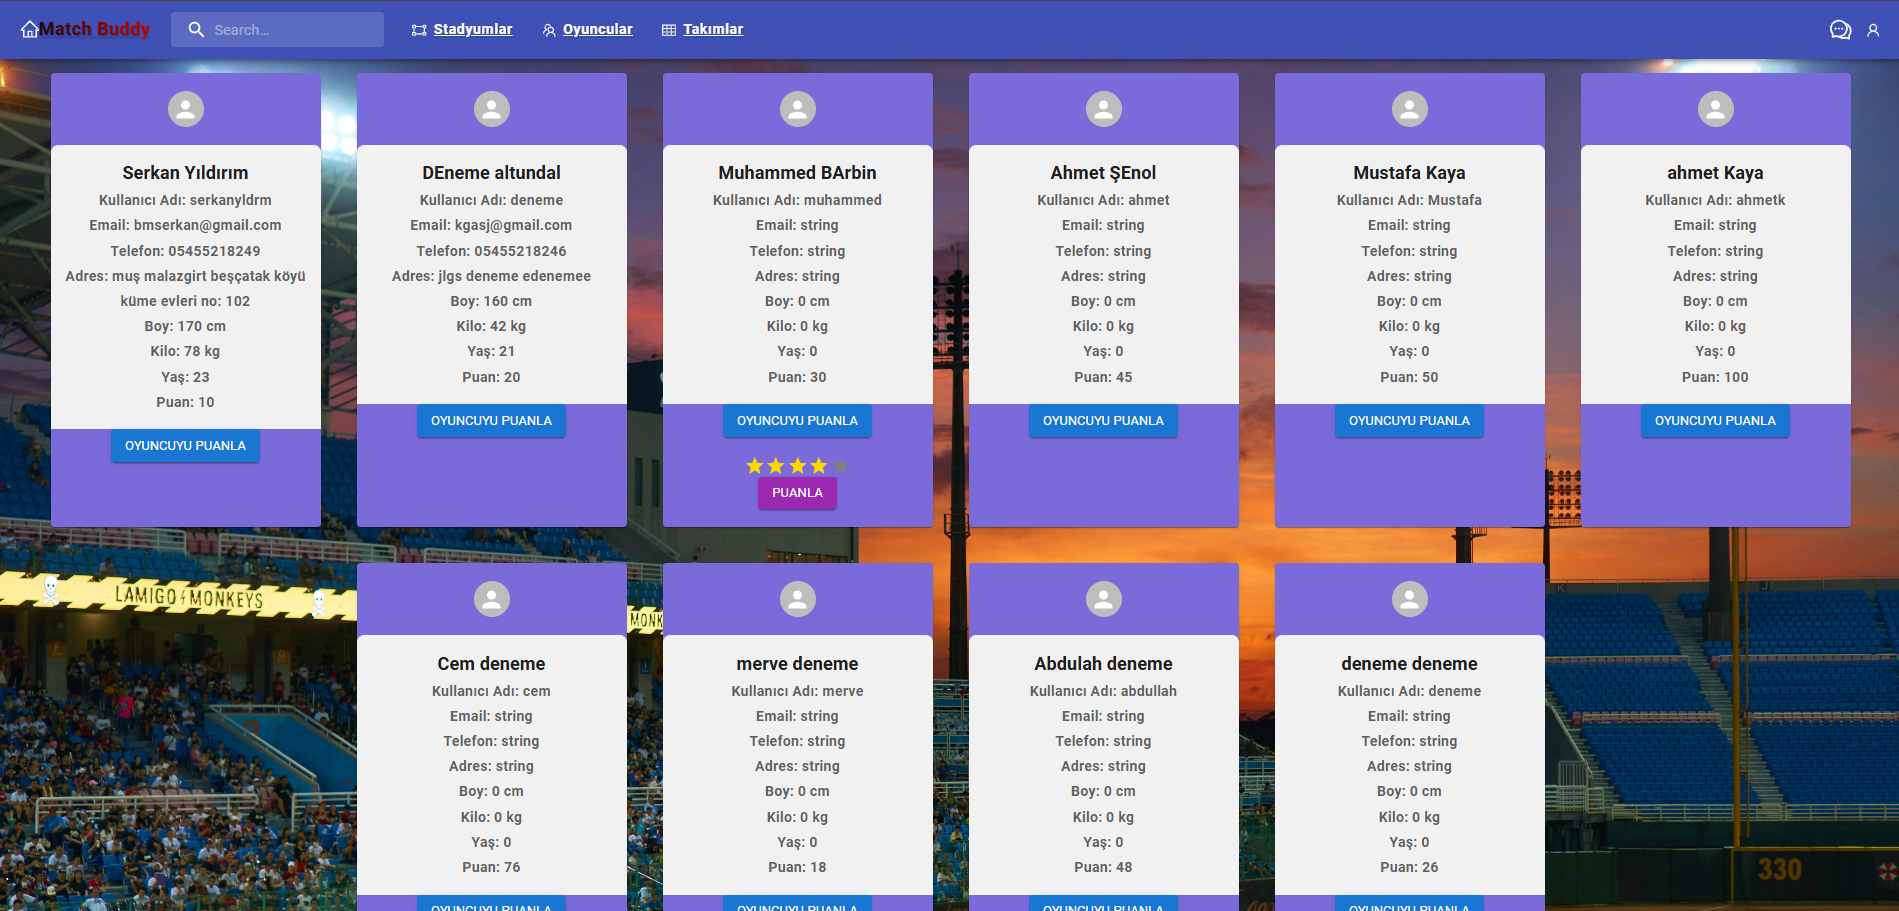 Match Buddy
Search…
Stadyumlar
Oyuncular
Takımlar
Serkan Yıldırım
Kullanıcı Adı: serkanyldrm
Email: bmserkan@gmail.com
Telefon: 05455218249
Adres: muş malazgirt beşçatak köyü
küme evleri no: 102
Boy: 170 cm
Kilo: 78 kg
Yaş: 23
Puan: 10
OYUNCUYU PUANLA
DEneme altundal
Kullanıcı Adı: deneme
Email: kgasj@gmail.com
Telefon: 05455218246
Adres: jlgs deneme edenemee
Boy: 160 cm
Kilo: 42 kg
Yaş: 21
Puan: 20
OYUNCUYU PUANLA
Muhammed BArbin
Kullanıcı Adı: muhammed
Email: string
Telefon: string
Adres: string
Boy: 0 cm
Kilo: 0 kg
Yaş: 0
Puan: 30
OYUNCUYU PUANLA
PUANLA
Ahmet ŞEnol
Kullanıcı Adı: ahmet
Email: string
Telefon: string
Adres: string
Boy: 0 cm
Kilo: 0 kg
Yaş: 0
Puan: 45
OYUNCUYU PUANLA
Mustafa Kaya
Kullanıcı Adı: Mustafa
Email: string
Telefon: string
Adres: string
Boy: 0 cm
Kilo: 0 kg
Yaş: 0
Puan: 50
OYUNCUYU PUANLA
ahmet Kaya
Kullanıcı Adı: ahmetk
Email: string
Telefon: string
Adres: string
Boy: 0 cm
Kilo: 0 kg
Yaş: 0
Puan: 100
OYUNCUYU PUANLA
LAMIGO MONKEYS
MONK
Cem deneme
Kullanıcı Adı: cem
Email: string
Telefon: string
Adres: string
Boy: 0 cm
Kilo: 0 kg
Yaş: 0
Puan: 76
OYUNCUYU PUANLA
merve deneme
Kullanıcı Adı: merve
Email: string
Telefon: string
Adres: string
Boy: 0 cm
Kilo: 0 kg
Yaş: 0
Puan: 18
OYUNCUYU PUANLA
Abdulah deneme
Kullanıcı Adı: abdullah
Email: string
Telefon: string
Adres: string
Boy: 0 cm
Kilo: 0 kg
Yaş: 0
Puan: 48
OYUNCUYU PUANLA
deneme deneme
Kullanıcı Adı: deneme
Email: string
Telefon: string
Adres: string
Boy: 0 cm
Kilo: 0 kg
Yaş: 0
Puan: 26
OYUNCUYU PUANLA
330